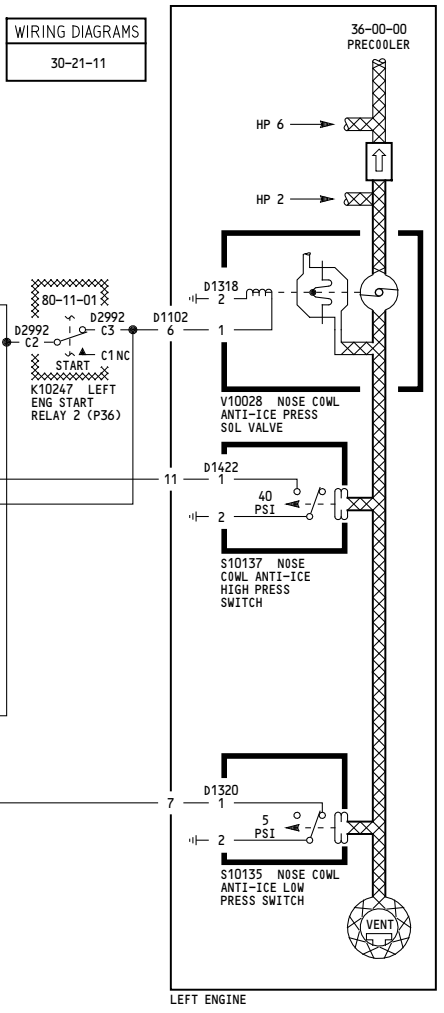 WIRING DIAGRAMS
30-21-11
36-00-00
PRECOOLER
HP 6
HP 2
D1318
2
80-11-01
D2992
D2992
C2
C3
D1102
6
1
START
C1 NC
K10247 LEFT
ENG START
RELAY 2 (P36)
V10028 NOSE COWL
ANTI-ICE PRESS
SOL VALVE
D1422
11
1
40
PSI
2
S10137 NOSE
COWL ANTI-ICE
HIGH PRESS
SWITCH
D1320
7
1
5
PSI
2
S10135 NOSE COWL
ANTI-ICE LOW
PRESS SWITCH
VENT
LEFT ENGINE